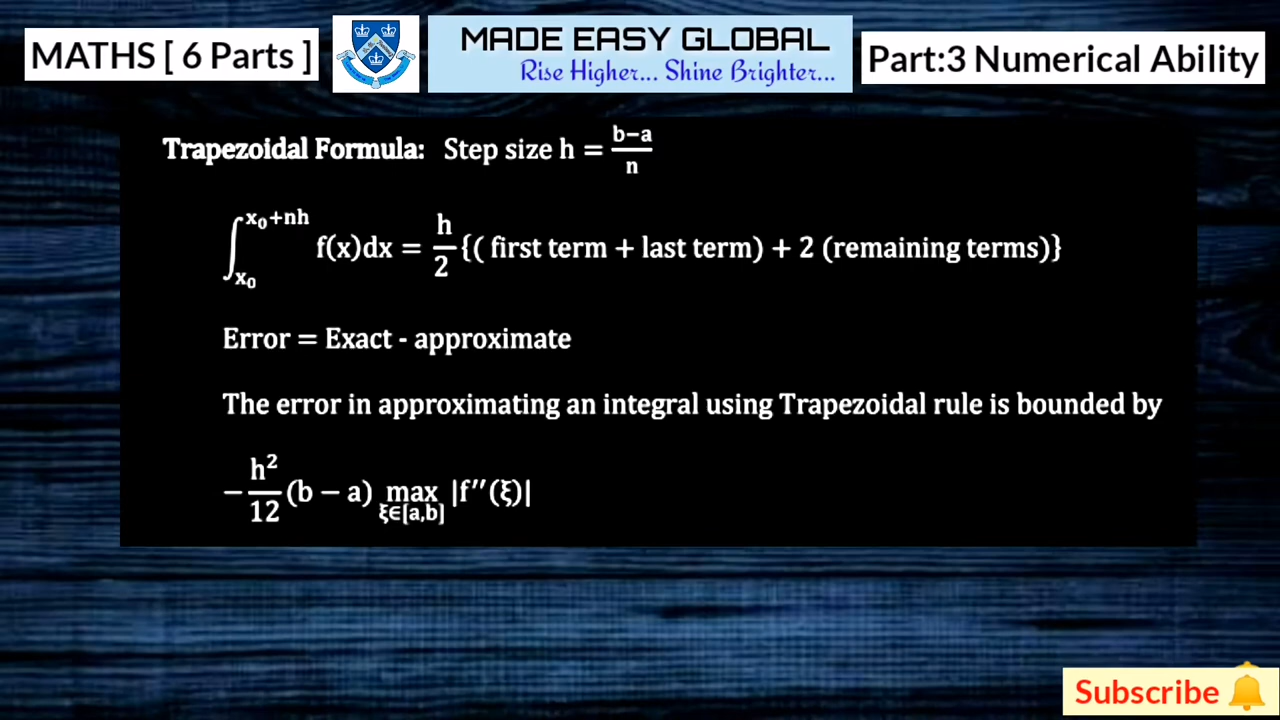 MATHS [ 6 Parts ]
MADE EASY GLOBAL
Rise Higher... Shine Brighter...
Part:3 Numerical Ability
Trapezoidal Formula: Step size h = b−a / n
∫ x₀ x₀+nh f(x)dx = h/2 {( first term + last term) + 2 (remaining terms)}
Error = Exact - approximate
The error in approximating an integral using Trapezoidal rule is bounded by
− h²/12 (b − a) max ξ∈[a,b] |f′′(ξ)|
Subscribe